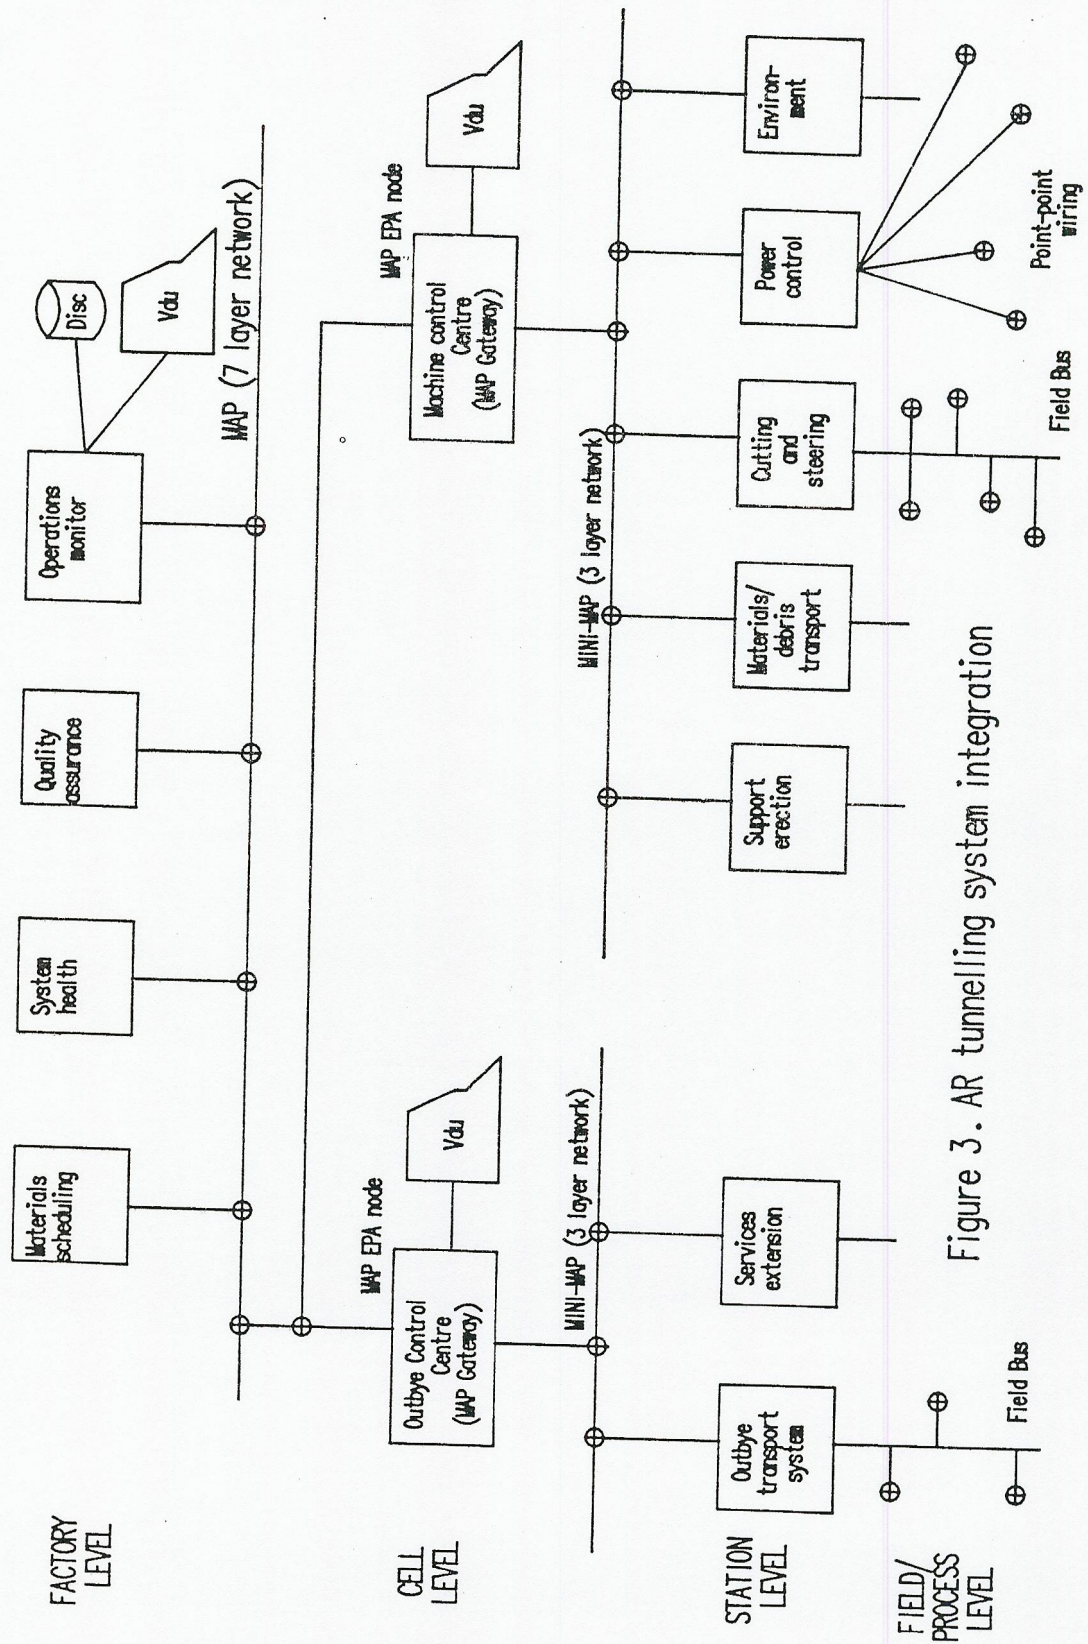 FACTORY
LEVEL
Materials
scheduling
System
health
Quality
assurance
Operations
monitor
Disc
Vdu
MAP (7 layer network)
CELL
LEVEL
MAP EPA node
Outbye Control
Centre
(MAP Gateway)
Vdu
MAP EPA node
Machine control
Centre
(MAP Gateway)
Vdu
MINI-MAP (3 layer network)
MINI-MAP (3 layer network)
STATION
LEVEL
Outbye
transport
system
Services
extension
Support
erection
Materials/
debris
transport
Cutting
and
steering
Power
control
Environ-
ment
FIELD/
PROCESS
LEVEL
Field Bus
Field Bus
Point-point
wiring
Figure 3. AR tunnelling system integration